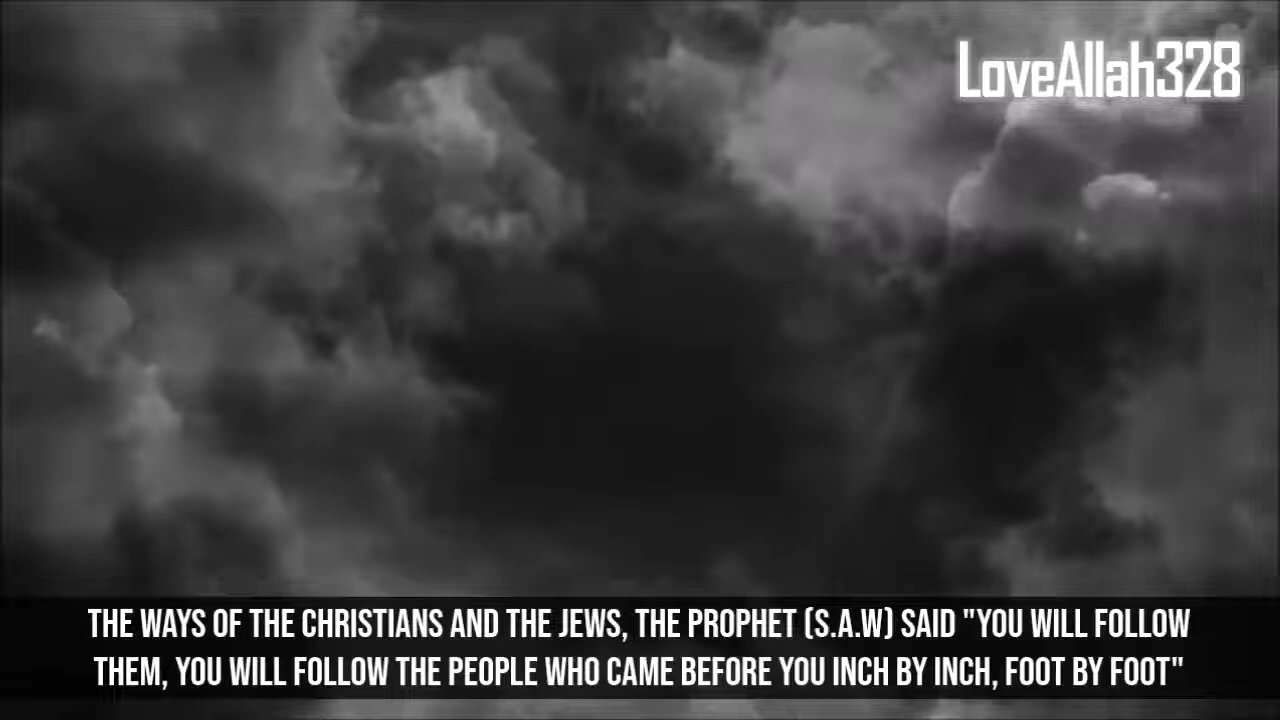 LoveAllah328
THE WAYS OF THE CHRISTIANS AND THE JEWS, THE PROPHET (S.A.W) SAID "YOU WILL FOLLOW
THEM, YOU WILL FOLLOW THE PEOPLE WHO CAME BEFORE YOU INCH BY INCH, FOOT BY FOOT"